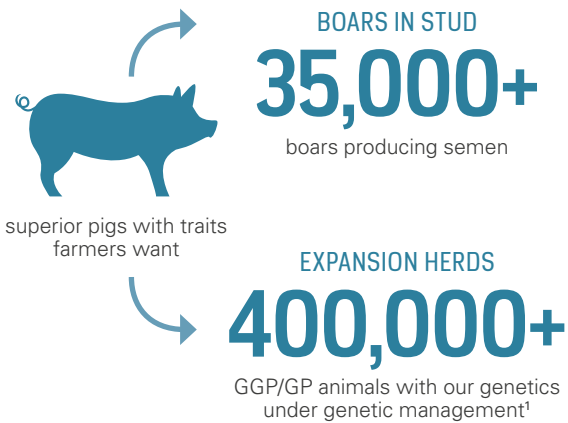 BOARS IN STUD
35,000+
boars producing semen
superior pigs with traits
farmers want
EXPANSION HERDS
400,000+
GGP/GP animals with our genetics
under genetic management¹